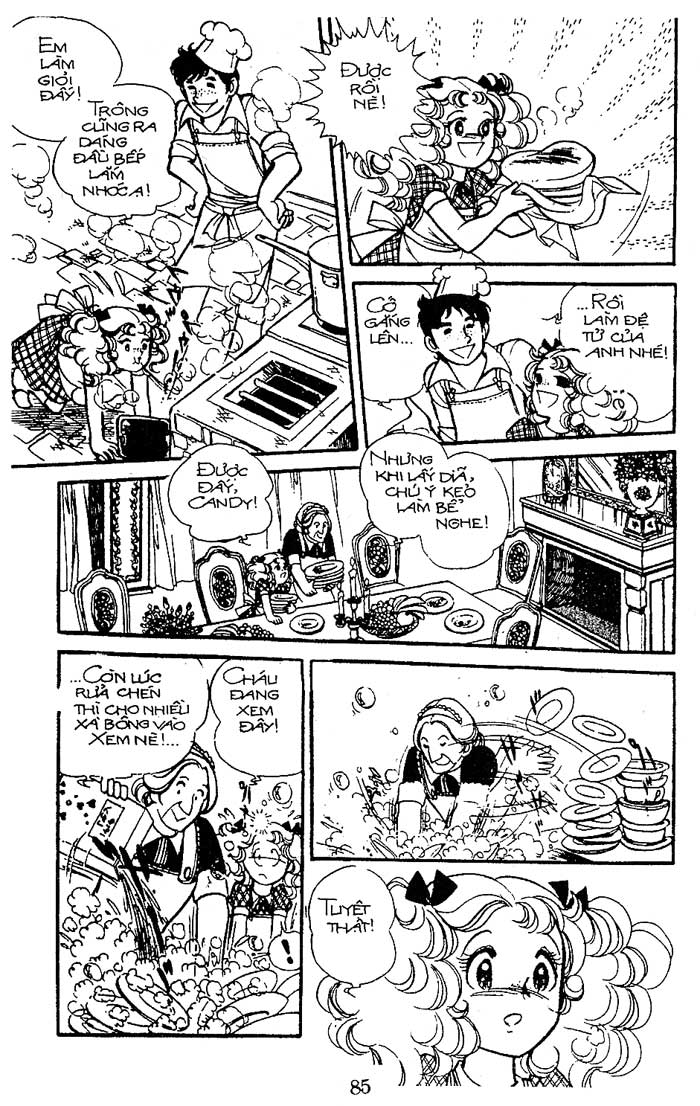 EM
LÀM
GIỎI
ĐẤY!
TRÔNG
CŨNG RA
DÁNG
ĐẦU BẾP
LẮM
NHÓC Ạ!
ĐƯỢC
RỒI
NÈ!
CỐ
GẮNG
LÊN...
...RỒI
LÀM ĐỆ
TỬ CỦA
ANH NHÉ!
ĐƯỢC
ĐẤY,
CANDY!
NHƯNG
KHI LẤY DĨA,
CHÚ Ý KẺO
LÀM BỂ
NGHE!
...CÒN LÚC
RỬA CHÉN
THÌ CHO NHIỀU
XÀ BÔNG VÀO
XEM NÈ!...
CHÁU
ĐANG
XEM
ĐÂY!
!
TUYỆT
THẬT!
85